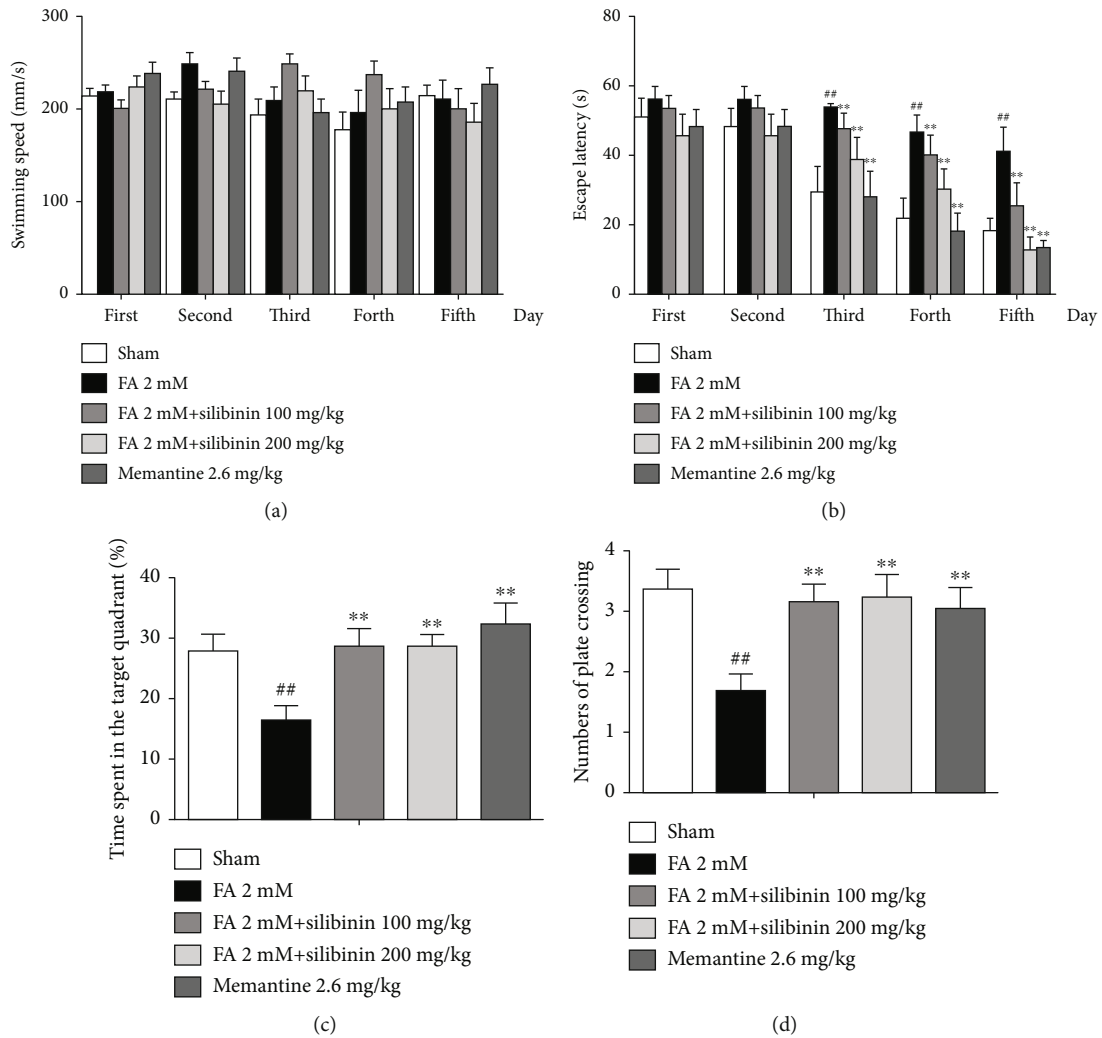 Swimming speed (mm/s)
300
200
100
0
First Second Third Forth Fifth Day
Sham
FA 2 mM
FA 2 mM+silibinin 100 mg/kg
FA 2 mM+silibinin 200 mg/kg
Memantine 2.6 mg/kg
(a)
Escape latency (s)
80
60
40
20
0
##
**
**
**
##
**
**
**
##
**
**
**
First Second Third Forth Fifth Day
Sham
FA 2 mM
FA 2 mM+silibinin 100 mg/kg
FA 2 mM+silibinin 200 mg/kg
Memantine 2.6 mg/kg
(b)
Time spent in the target quadrant (%)
40
30
20
10
0
##
**
**
**
Sham
FA 2 mM
FA 2 mM+silibinin 100 mg/kg
FA 2 mM+silibinin 200 mg/kg
Memantine 2.6 mg/kg
(c)
Numbers of plate crossing
4
3
2
1
0
##
**
**
**
Sham
FA 2 mM
FA 2 mM+silibinin 100 mg/kg
FA 2 mM+silibinin 200 mg/kg
Memantine 2.6 mg/kg
(d)